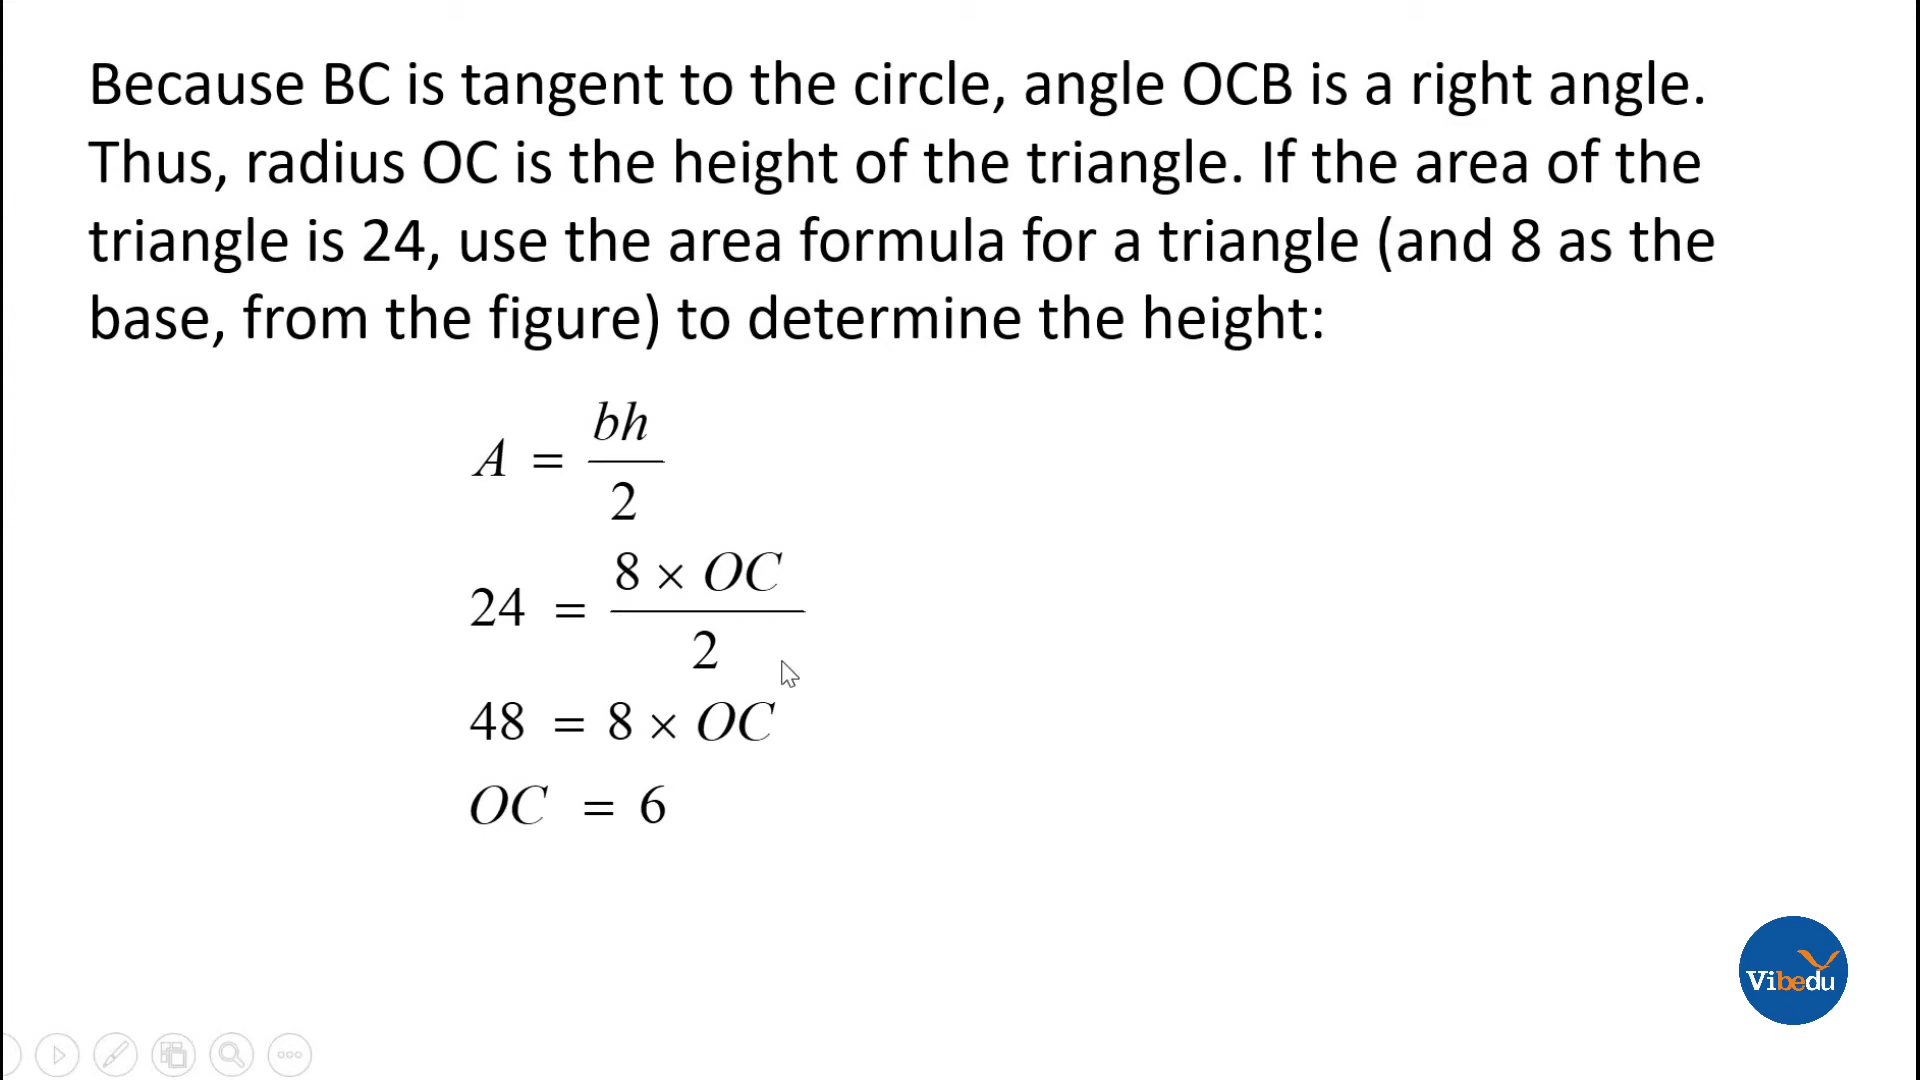 Because BC is tangent to the circle, angle OCB is a right angle.
Thus, radius OC is the height of the triangle. If the area of the
triangle is 24, use the area formula for a triangle (and 8 as the
base, from the figure) to determine the height:
A = bh/2
24 = 8 × OC/2
48 = 8 × OC
OC = 6
Vibedu